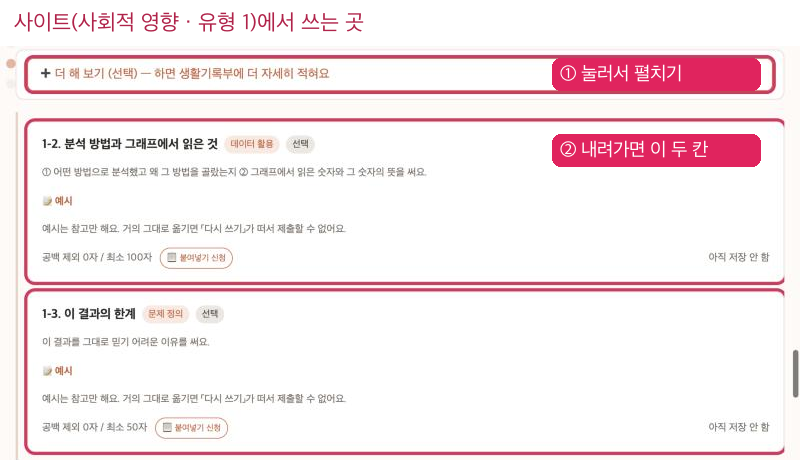 사이트(사회적 영향 · 유형 1)에서 쓰는 곳
+ 더 해 보기 (선택) — 하면 생활기록부에 더 자세히 적혀요
① 눌러서 펼치기
1-2. 분석 방법과 그래프에서 읽은 것 데이터 활용 선택
② 내려가면 이 두 칸
① 어떤 방법으로 분석했고 왜 그 방법을 골랐는지 ② 그래프에서 읽은 숫자와 그 숫자의 뜻을 써요.
예시
예시는 참고만 해요. 거의 그대로 옮기면 「다시 쓰기」가 떠서 제출할 수 없어요.
공백 제외 0자 / 최소 100자 붙여넣기 신청 아직 저장 안 함
1-3. 이 결과의 한계 문제 정의 선택
이 결과를 그대로 믿기 어려운 이유를 써요.
예시
예시는 참고만 해요. 거의 그대로 옮기면 「다시 쓰기」가 떠서 제출할 수 없어요.
공백 제외 0자 / 최소 50자 붙여넣기 신청 아직 저장 안 함